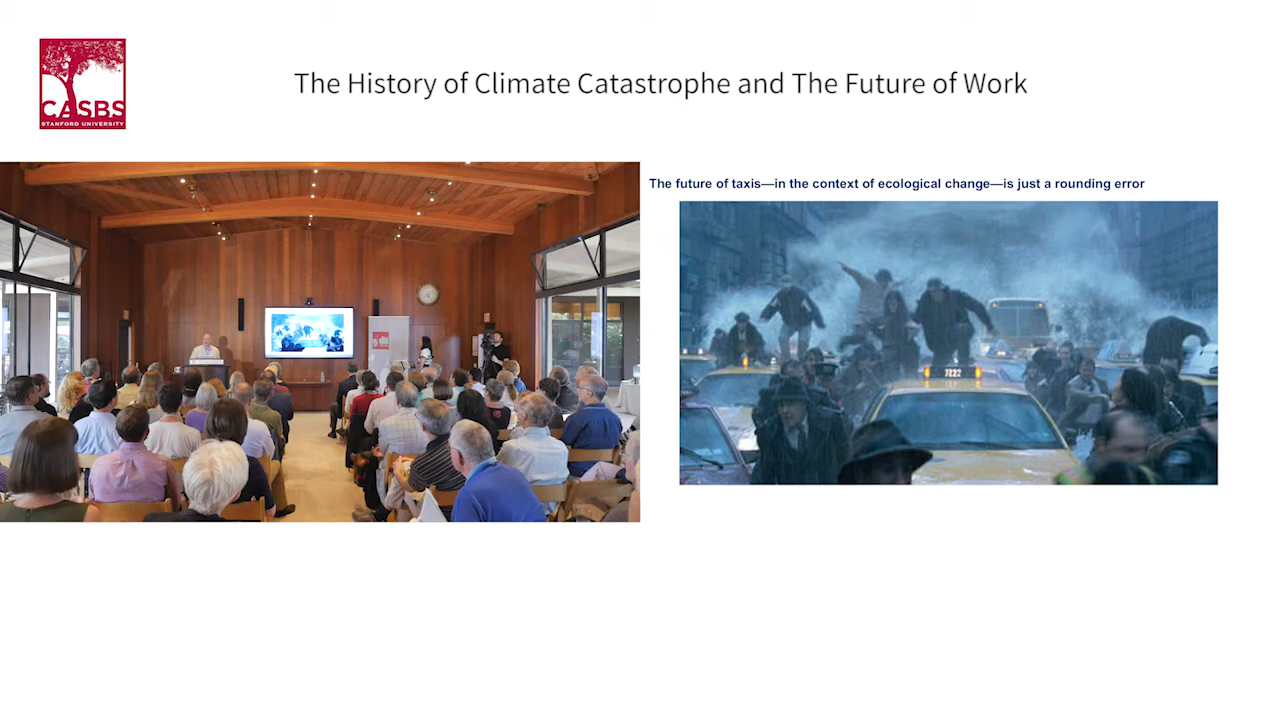 The History of Climate Catastrophe and The Future of Work
CASBS
STANFORD UNIVERSITY
The future of taxis—in the context of ecological change—is just a rounding error
7E22